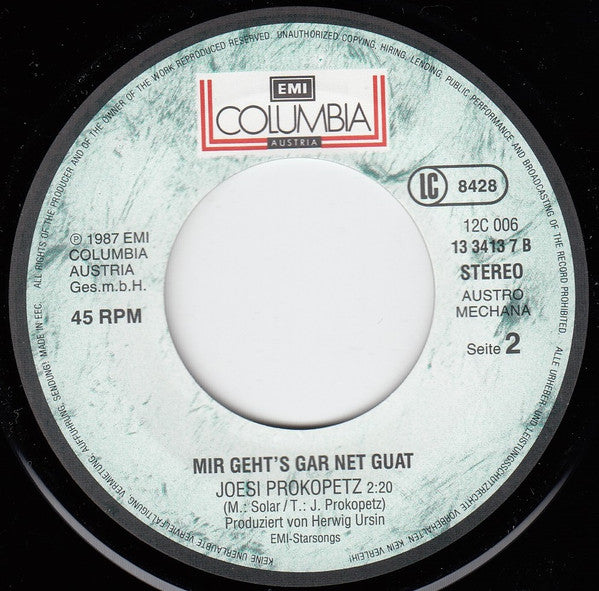 EMI
COLUMBIA
AUSTRIA
LC 8428
℗ 1987 EMI
COLUMBIA
AUSTRIA
Ges.m.b.H.
45 RPM
12C 006
13 3413 7 B
STEREO
AUSTRO
MECHANA
Seite 2
MIR GEHT'S GAR NET GUAT
JOESI PROKOPETZ 2:20
(M.: Solar / T.: J. Prokopetz)
Produziert von Herwig Ursin
EMI-Starsongs
ALL RIGHTS OF THE PRODUCER AND OF THE OWNER OF THE WORK REPRODUCED RESERVED. UNAUTHORIZED COPYING, HIRING, LENDING, PUBLIC PERFORMANCE AND BROADCASTING OF THE RECORD PROHIBITED. ALLE URHEBER- UND LEISTUNGSSCHUTZRECHTE VORBEHALTEN. KEIN VERLEIH! KEINE UNERLAUBTE VERVIELFÄLTIGUNG, VERMIETUNG, AUFFÜHRUNG, SENDUNG! MADE IN EEC.